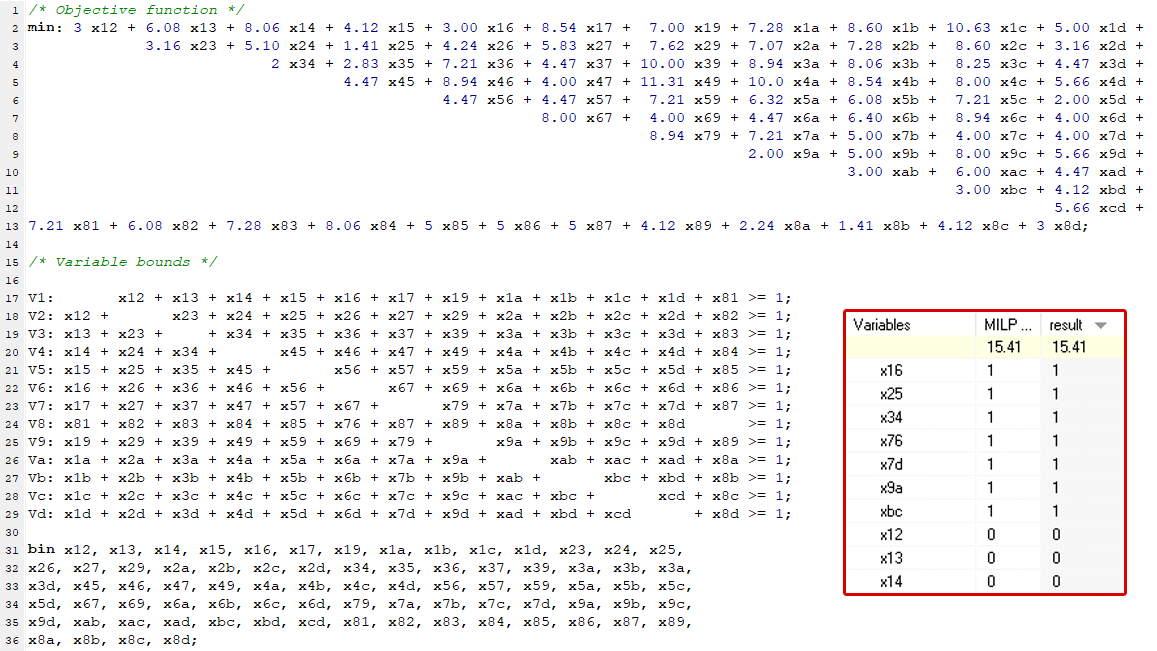 1 /* Objective function */
2 min: 3 x12 + 6.08 x13 + 8.06 x14 + 4.12 x15 + 3.00 x16 + 8.54 x17 + 7.00 x19 + 7.28 x1a + 8.60 x1b + 10.63 x1c + 5.00 x1d +
3 3.16 x23 + 5.10 x24 + 1.41 x25 + 4.24 x26 + 5.83 x27 + 7.62 x29 + 7.07 x2a + 7.28 x2b + 8.60 x2c + 3.16 x2d +
4 2 x34 + 2.83 x35 + 7.21 x36 + 4.47 x37 + 10.00 x39 + 8.94 x3a + 8.06 x3b + 8.25 x3c + 4.47 x3d +
5 4.47 x45 + 8.94 x46 + 4.00 x47 + 11.31 x49 + 10.0 x4a + 8.54 x4b + 8.00 x4c + 5.66 x4d +
6 4.47 x56 + 4.47 x57 + 7.21 x59 + 6.32 x5a + 6.08 x5b + 7.21 x5c + 2.00 x5d +
7 8.00 x67 + 4.00 x69 + 4.47 x6a + 6.40 x6b + 8.94 x6c + 4.00 x6d +
8 8.94 x79 + 7.21 x7a + 5.00 x7b + 4.00 x7c + 4.00 x7d +
9 2.00 x9a + 5.00 x9b + 8.00 x9c + 5.66 x9d +
10 3.00 xab + 6.00 xac + 4.47 xad +
11 3.00 xbc + 4.12 xbd +
12 5.66 xcd +
13 7.21 x81 + 6.08 x82 + 7.28 x83 + 8.06 x84 + 5 x85 + 5 x86 + 5 x87 + 4.12 x89 + 2.24 x8a + 1.41 x8b + 4.12 x8c + 3 x8d;
14
15 /* Variable bounds */
16
17 V1: x12 + x13 + x14 + x15 + x16 + x17 + x19 + x1a + x1b + x1c + x1d + x81 >= 1;
18 V2: x12 + x23 + x24 + x25 + x26 + x27 + x29 + x2a + x2b + x2c + x2d + x82 >= 1;
19 V3: x13 + x23 + + x34 + x35 + x36 + x37 + x39 + x3a + x3b + x3c + x3d + x83 >= 1;
20 V4: x14 + x24 + x34 + x45 + x46 + x47 + x49 + x4a + x4b + x4c + x4d + x84 >= 1;
21 V5: x15 + x25 + x35 + x45 + x56 + x57 + x59 + x5a + x5b + x5c + x5d + x85 >= 1;
22 V6: x16 + x26 + x36 + x46 + x56 + x67 + x69 + x6a + x6b + x6c + x6d + x86 >= 1;
23 V7: x17 + x27 + x37 + x47 + x57 + x67 + x79 + x7a + x7b + x7c + x7d + x87 >= 1;
24 V8: x81 + x82 + x83 + x84 + x85 + x76 + x87 + x89 + x8a + x8b + x8c + x8d >= 1;
25 V9: x19 + x29 + x39 + x49 + x59 + x69 + x79 + x9a + x9b + x9c + x9d + x89 >= 1;
26 Va: x1a + x2a + x3a + x4a + x5a + x6a + x7a + x9a + xab + xac + xad + x8a >= 1;
27 Vb: x1b + x2b + x3b + x4b + x5b + x6b + x7b + x9b + xab + xbc + xbd + x8b >= 1;
28 Vc: x1c + x2c + x3c + x4c + x5c + x6c + x7c + x9c + xac + xbc + xcd + x8c >= 1;
29 Vd: x1d + x2d + x3d + x4d + x5d + x6d + x7d + x9d + xad + xbd + xcd + x8d >= 1;
30
31 bin x12, x13, x14, x15, x16, x17, x19, x1a, x1b, x1c, x1d, x23, x24, x25,
32 x26, x27, x29, x2a, x2b, x2c, x2d, x34, x35, x36, x37, x39, x3a, x3b, x3a,
33 x3d, x45, x46, x47, x49, x4a, x4b, x4c, x4d, x56, x57, x59, x5a, x5b, x5c,
34 x5d, x67, x69, x6a, x6b, x6c, x6d, x79, x7a, x7b, x7c, x7d, x9a, x9b, x9c,
35 x9d, xab, xac, xad, xbc, xbd, xcd, x81, x82, x83, x84, x85, x86, x87, x89,
36 x8a, x8b, x8c, x8d;
Variables MILP ... result
15.41 15.41
x16 1 1
x25 1 1
x34 1 1
x76 1 1
x7d 1 1
x9a 1 1
xbc 1 1
x12 0 0
x13 0 0
x14 0 0